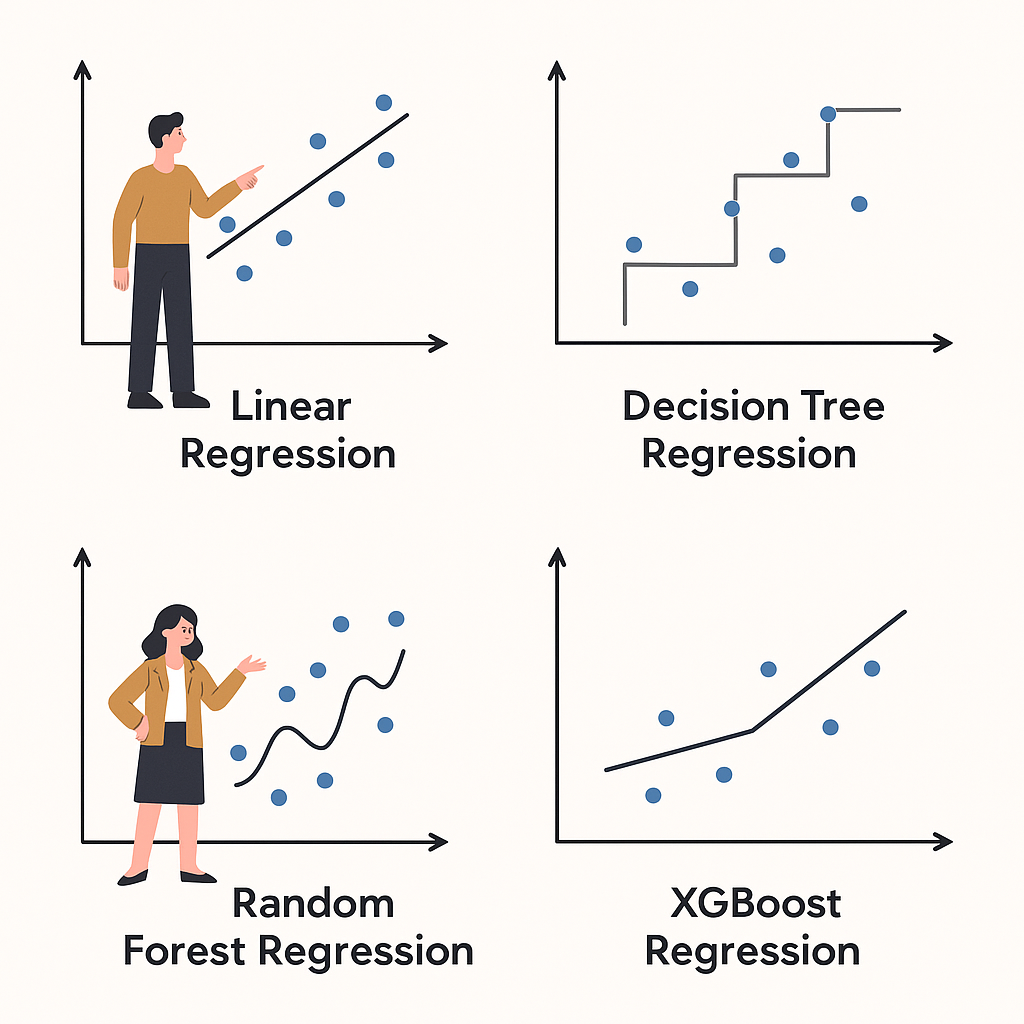 Linear
Regression
Decision Tree
Regression
Random
Forest Regression
XGBoost
Regression